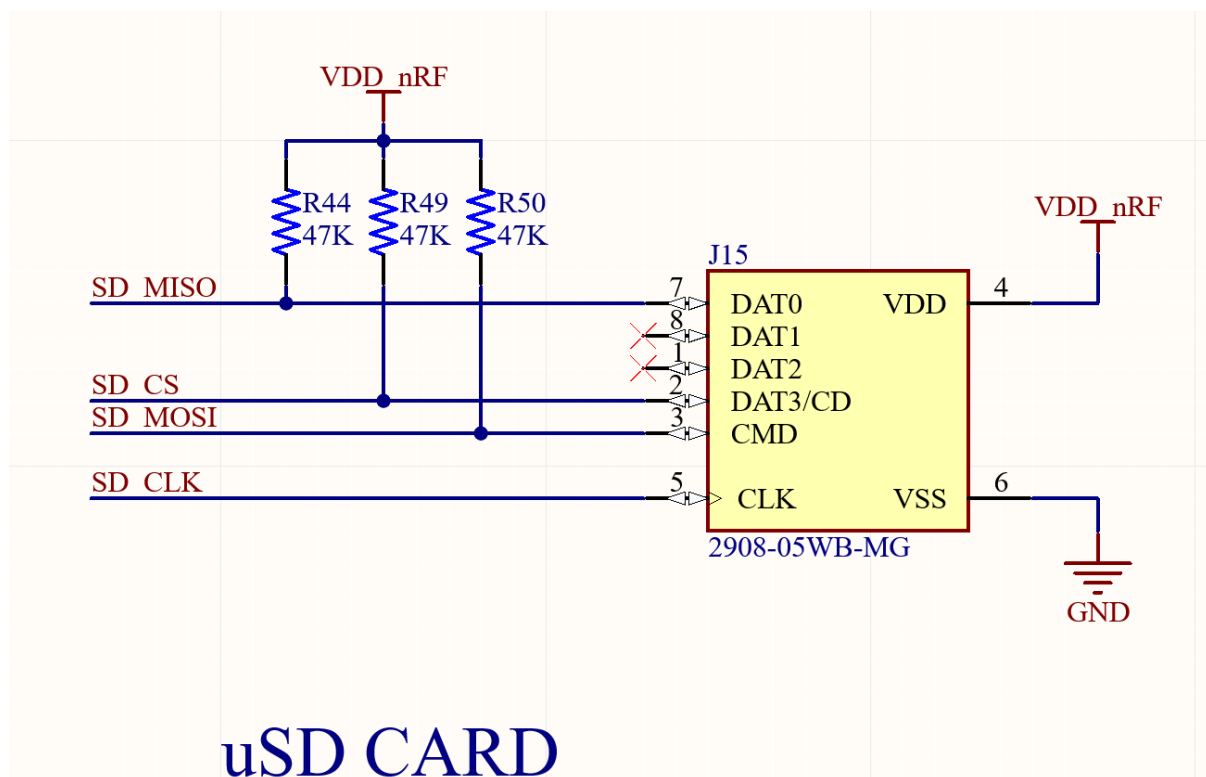 VDD_nRF
R44
47K
R49
47K
R50
47K
VDD_nRF
J15
SD_MISO
7
DAT0
VDD
4
8
DAT1
1
DAT2
SD_CS
2
DAT3/CD
SD_MOSI
3
CMD
SD_CLK
5
CLK
VSS
6
2908-05WB-MG
GND
uSD CARD